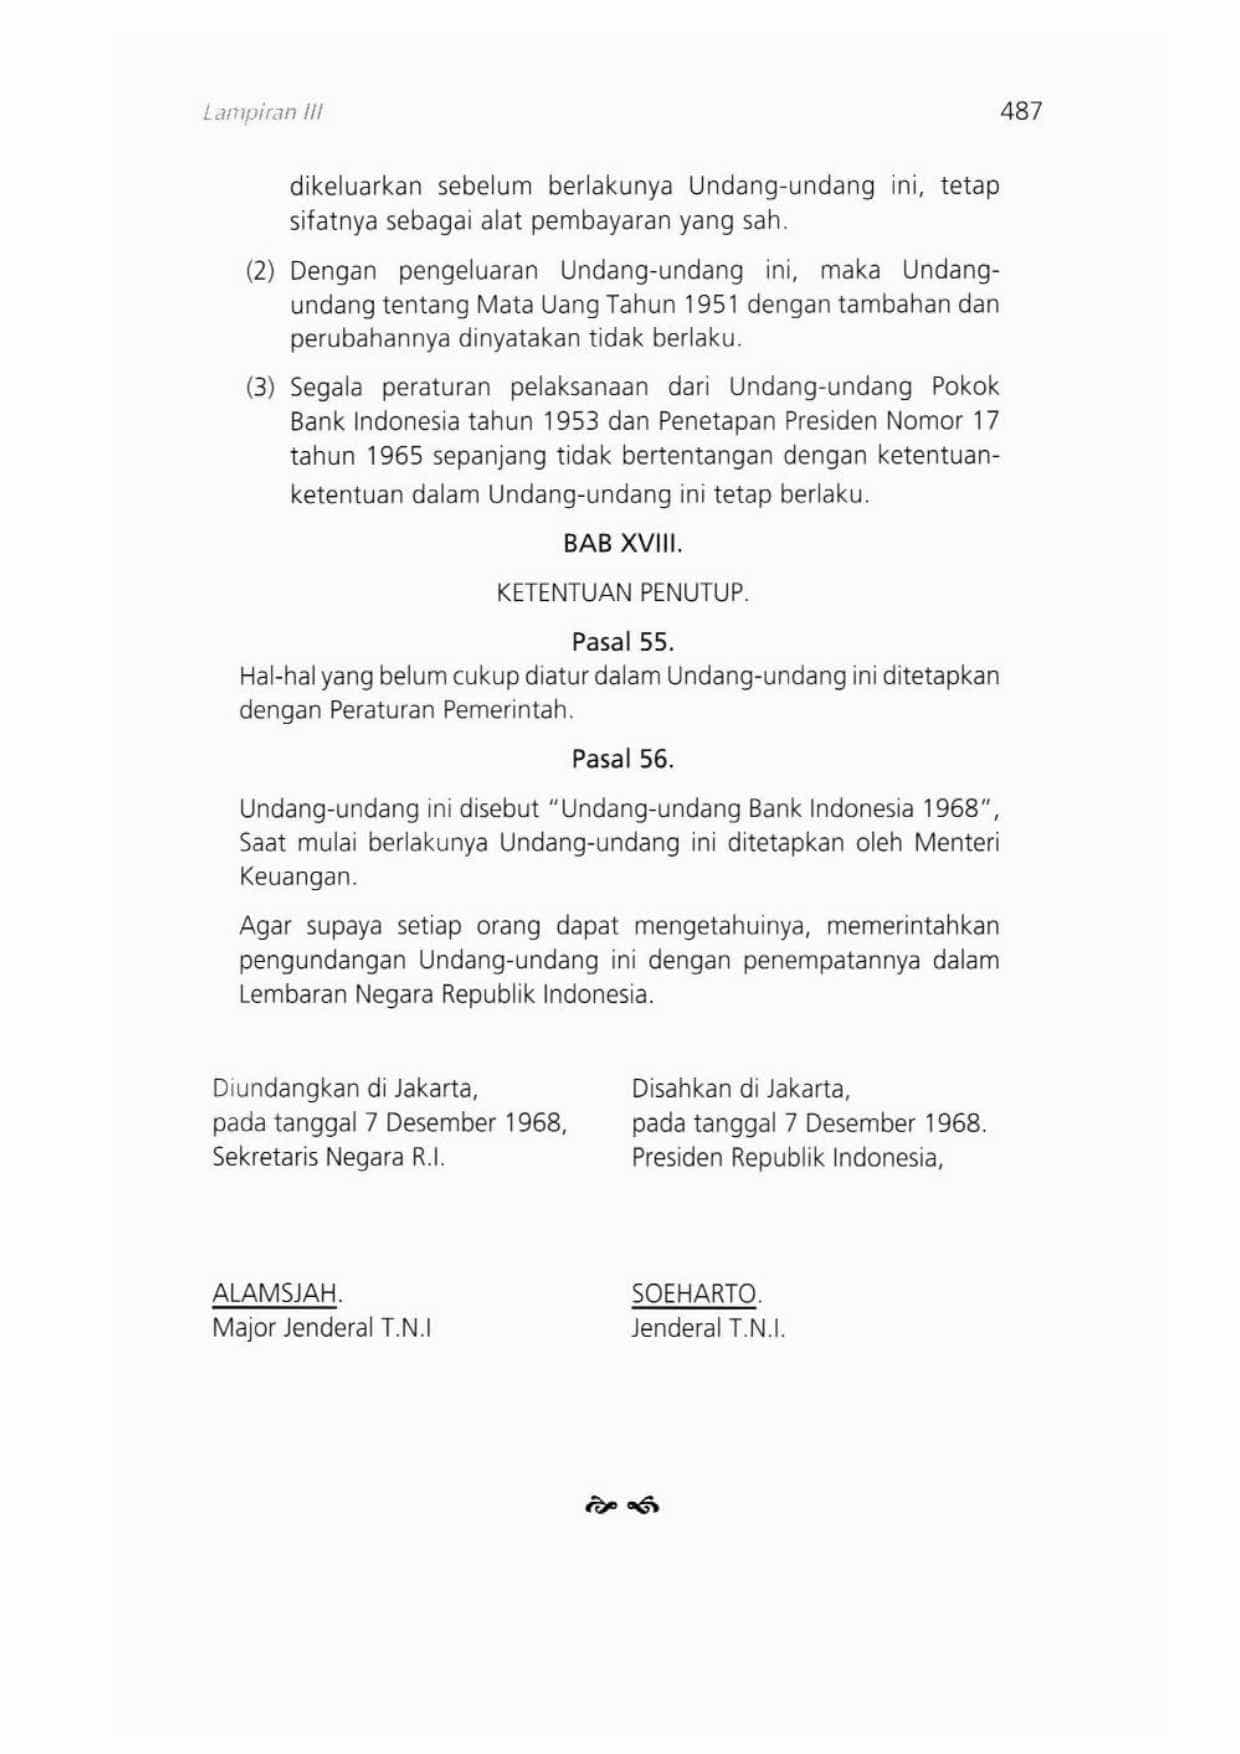 Lampiran III 487
dikeluarkan sebelum berlakunya Undang-undang ini, tetap
sifatnya sebagai alat pembayaran yang sah.
(2) Dengan pengeluaran Undang-undang ini, maka Undang-
undang tentang Mata Uang Tahun 1951 dengan tambahan dan
perubahannya dinyatakan tidak berlaku.
(3) Segala peraturan pelaksanaan dari Undang-undang Pokok
Bank Indonesia tahun 1953 dan Penetapan Presiden Nomor 17
tahun 1965 sepanjang tidak bertentangan dengan ketentuan-
ketentuan dalam Undang-undang ini tetap berlaku.
BAB XVIII.
KETENTUAN PENUTUP.
Pasal 55.
Hal-hal yang belum cukup diatur dalam Undang-undang ini ditetapkan
dengan Peraturan Pemerintah.
Pasal 56.
Undang-undang ini disebut "Undang-undang Bank Indonesia 1968",
Saat mulai berlakunya Undang-undang ini ditetapkan oleh Menteri
Keuangan.
Agar supaya setiap orang dapat mengetahuinya, memerintahkan
pengundangan Undang-undang ini dengan penempatannya dalam
Lembaran Negara Republik Indonesia.
Diundangkan di Jakarta,
pada tanggal 7 Desember 1968,
Sekretaris Negara R.I.
ALAMSJAH.
Major Jenderal T.N.I
Disahkan di Jakarta,
pada tanggal 7 Desember 1968.
Presiden Republik Indonesia,
SOEHARTO.
Jenderal T.N.I.